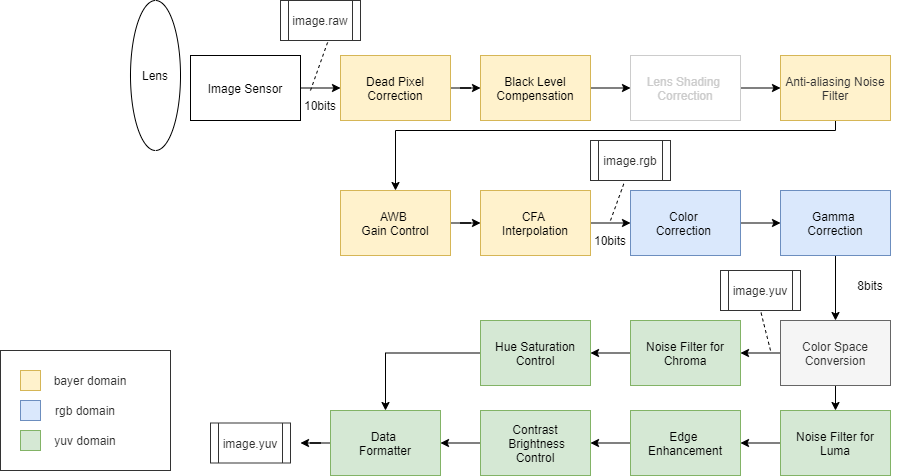 image.raw
Lens
Image Sensor
10bits
Dead Pixel
Correction
Black Level
Compensation
Lens Shading
Correction
Anti-aliasing Noise
Filter
image.rgb
AWB
Gain Control
CFA
Interpolation
10bits
Color
Correction
Gamma
Correction
image.yuv
8bits
Hue Saturation
Control
Noise Filter for
Chroma
Color Space
Conversion
bayer domain
rgb domain
yuv domain
image.yuv
Data
Formatter
Contrast
Brightness
Control
Edge
Enhancement
Noise Filter for
Luma